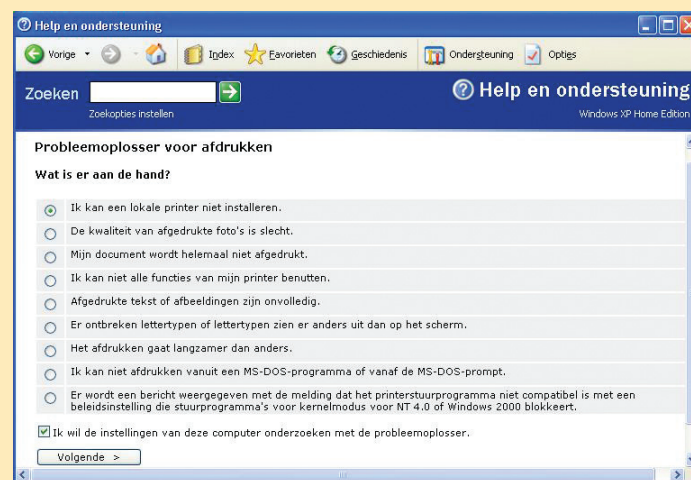 Help en ondersteuning
Vorige
Index
Favorieten
Geschiedenis
Ondersteuning
Opties
Zoeken
Zoekopties instellen
Help en ondersteuning
Windows XP Home Edition
Probleemoplosser voor afdrukken
Wat is er aan de hand?
Ik kan een lokale printer niet installeren.
De kwaliteit van afgedrukte foto's is slecht.
Mijn document wordt helemaal niet afgedrukt.
Ik kan niet alle functies van mijn printer benutten.
Afgedrukte tekst of afbeeldingen zijn onvolledig.
Er ontbreken lettertypen of lettertypen zien er anders uit dan op het scherm.
Het afdrukken gaat langzamer dan anders.
Ik kan niet afdrukken vanuit een MS-DOS-programma of vanaf de MS-DOS-prompt.
Er wordt een bericht weergegeven met de melding dat het printerstuurprogramma niet compatibel is met een
beleidsinstelling die stuurprogramma's voor kernelmodus voor NT 4.0 of Windows 2000 blokkeert.
Ik wil de instellingen van deze computer onderzoeken met de probleemoplosser.
Volgende >